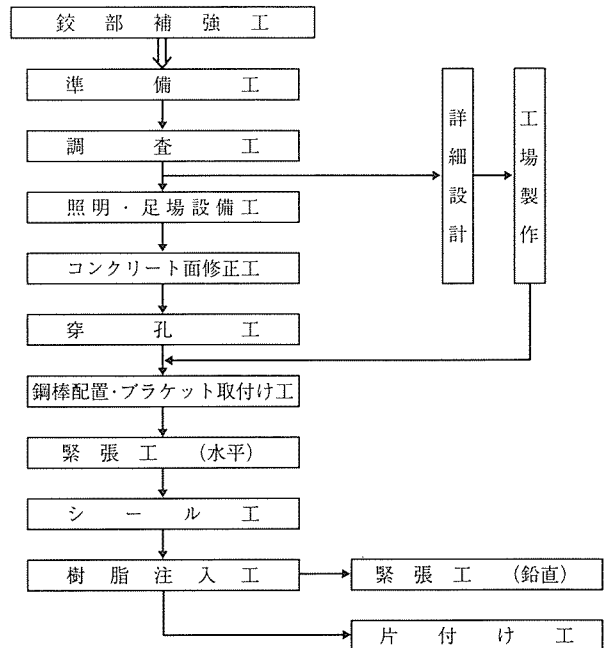 鉸部補強工
準備工
調査工
詳細設計
工場製作
照明・足場設備工
コンクリート面修正工
穿孔工
鋼棒配置・ブラケット取付け工
緊張工（水平）
シール工
樹脂注入工
緊張工（鉛直）
片付け工